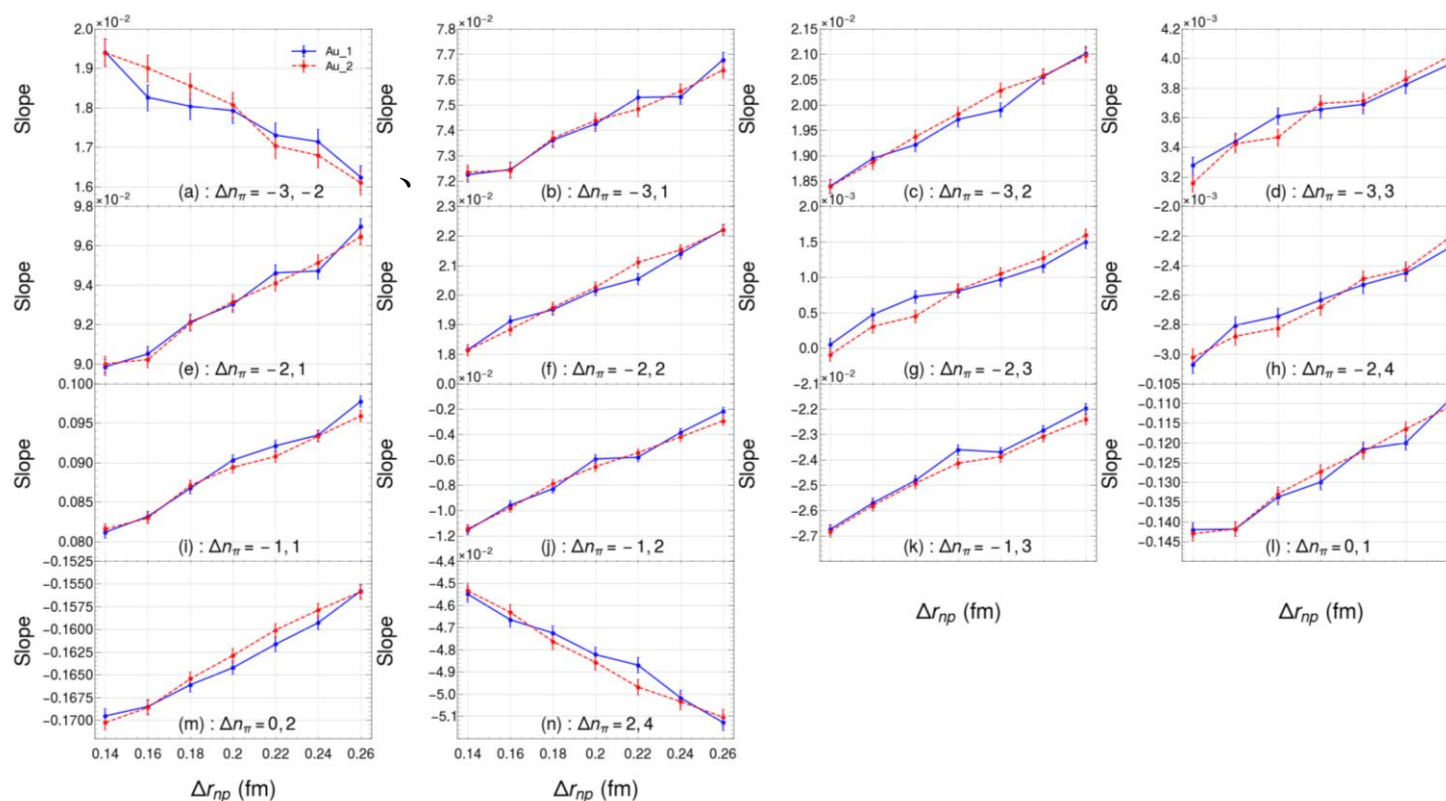 ×10⁻² ×10⁻² ×10⁻² ×10⁻³
2.0 7.8 2.15 4.2
1.9 7.7 2.10 4.0
1.8 7.6 2.05 3.8
1.7 7.5 2.00 3.6
1.6 7.4 1.95 3.4
7.3 1.90 3.2
7.2 1.85
Slope Slope Slope Slope
Au_1
Au_2
(a) : Δnπ = −3, −2
、
(b) : Δnπ = −3, 1
(c) : Δnπ = −3, 2
(d) : Δnπ = −3, 3
×10⁻² ×10⁻² ×10⁻³ ×10⁻³
9.8 2.3 2.0 −2.0
9.6 2.2 1.5 −2.2
9.4 2.1 1.0 −2.4
9.2 2.0 0.5 −2.6
9.0 1.9 0.0 −2.8
1.8 −3.0
Slope Slope Slope Slope
(e) : Δnπ = −2, 1
(f) : Δnπ = −2, 2
(g) : Δnπ = −2, 3
(h) : Δnπ = −2, 4
×10⁻² ×10⁻²
0.100 0.0 −2.1 −0.105
0.095 −0.2 −2.2 −0.110
0.090 −0.4 −2.3 −0.115
0.085 −0.6 −2.4 −0.120
0.080 −0.8 −2.5 −0.125
−1.0 −2.6 −0.130
−1.2 −2.7 −0.135
−0.140
−0.145
Slope Slope Slope Slope
(i) : Δnπ = −1, 1
(j) : Δnπ = −1, 2
(k) : Δnπ = −1, 3
(l) : Δnπ = 0, 1
×10⁻²
−0.1525 −4.4
−0.1550 −4.5
−0.1575 −4.6
−0.1600 −4.7
−0.1625 −4.8
−0.1650 −4.9
−0.1675 −5.0
−0.1700 −5.1
Slope Slope
(m) : Δnπ = 0, 2
(n) : Δnπ = 2, 4
Δrnp (fm) Δrnp (fm)
0.14 0.16 0.18 0.2 0.22 0.24 0.26 0.14 0.16 0.18 0.2 0.22 0.24 0.26
Δrnp (fm) Δrnp (fm)